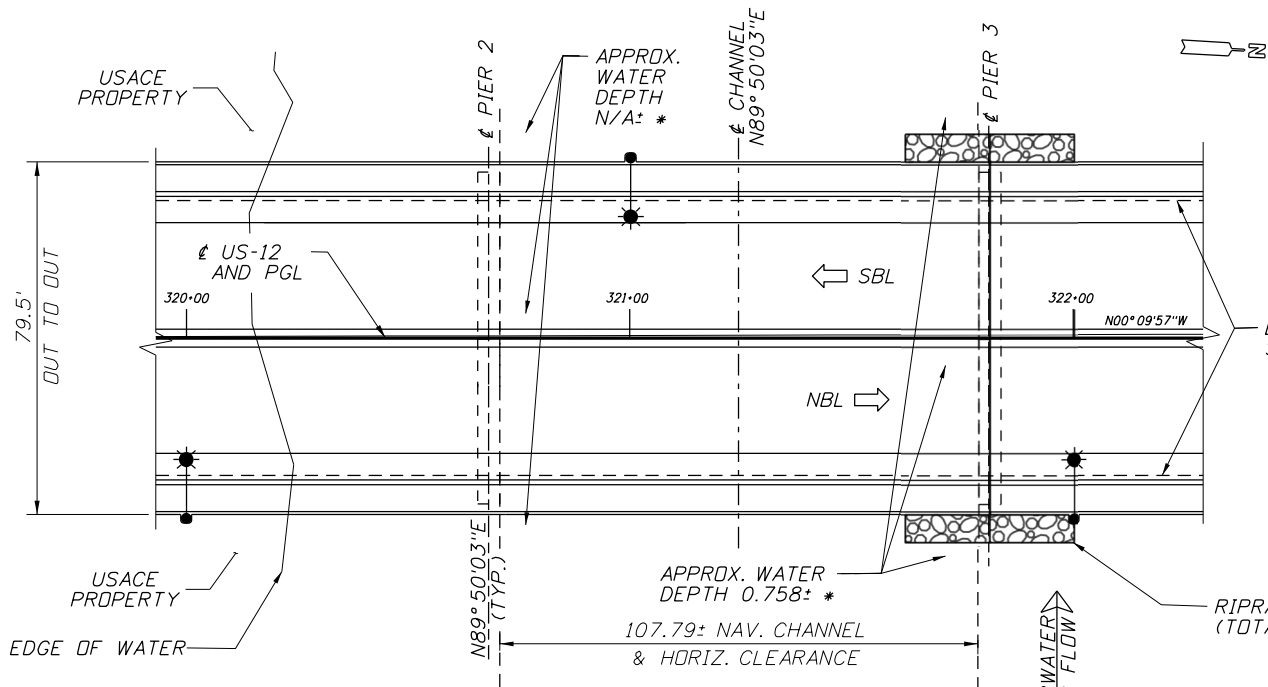 USACE
PROPERTY
℄ PIER 2
APPROX.
WATER
DEPTH
N/A± *
℄ CHANNEL
N89°50'03"E
℄ PIER 3
N
79.5'
OUT TO OUT
℄ US-12
AND PGL
SBL
320+00
321+00
322+00
N00°09'57"W
NBL
USACE
PROPERTY
EDGE OF WATER
N89°50'03"E
(TYP.)
APPROX. WATER
DEPTH 0.758± *
107.79± NAV. CHANNEL
& HORIZ. CLEARANCE
WATER
FLOW